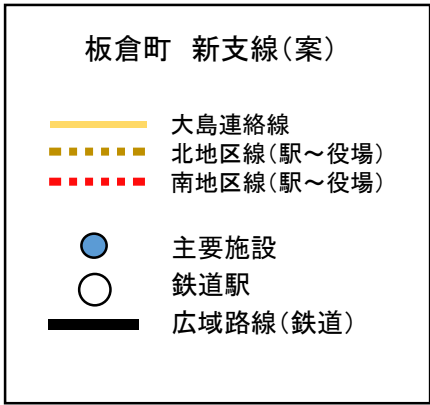 板倉町 新支線(案)
大島連絡線
北地区線(駅～役場)
南地区線(駅～役場)
主要施設
鉄道駅
広域路線(鉄道)